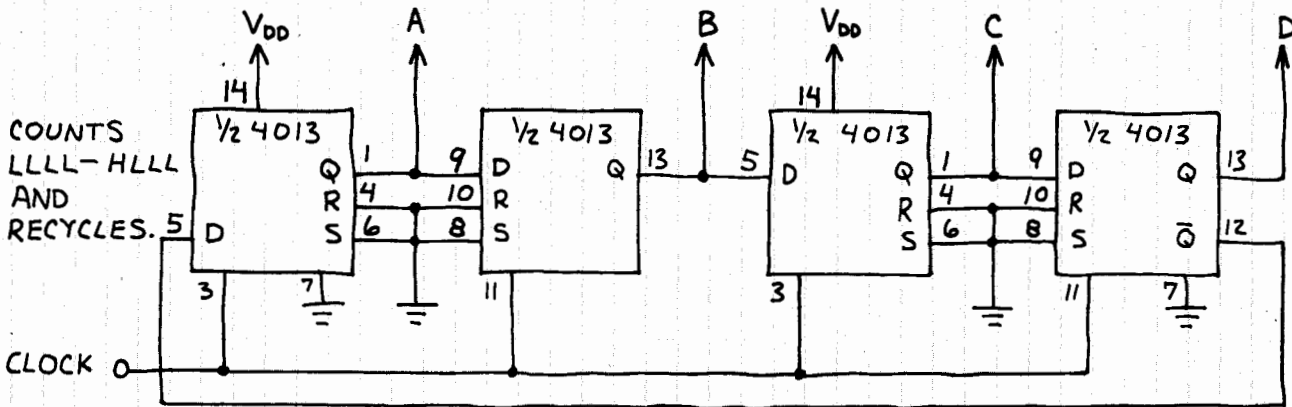 VDD A B VDD C D
14 14
COUNTS
LLLL-HLLL
AND
RECYCLES.
1/2 4013 1/2 4013 1/2 4013 1/2 4013
Q 1 9 D Q 13 5 D Q 1 9 D Q 13
R 4 10 R R 4 10 R
5 D S 6 8 S S 6 8 S Q̅ 12
3 7 11 3 11 7
CLOCK